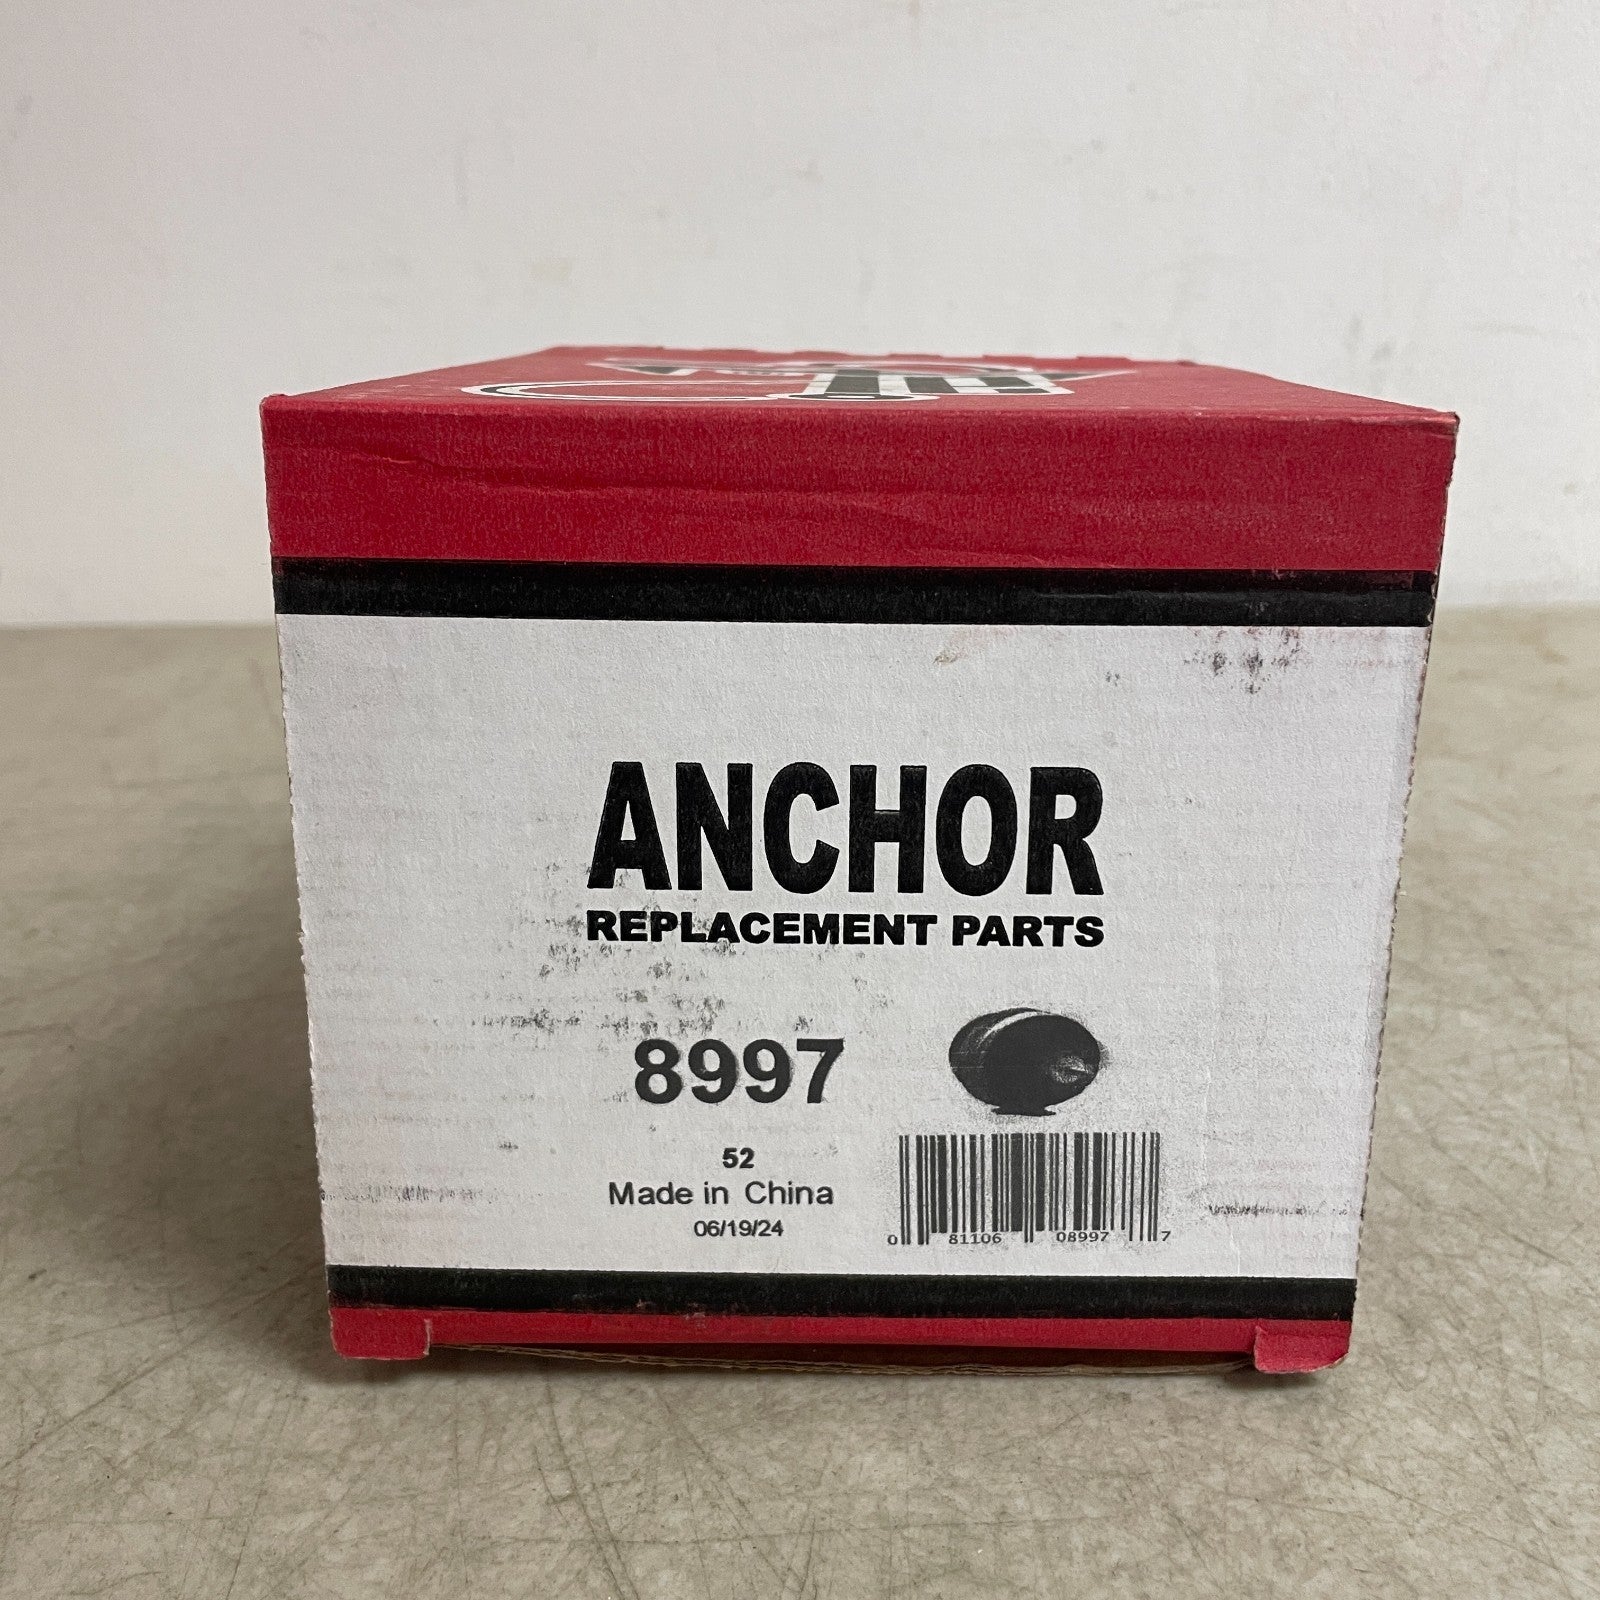 ANCHOR
REPLACEMENT PARTS
8997
52
Made in China
06/19/24
0 81106 08997 7